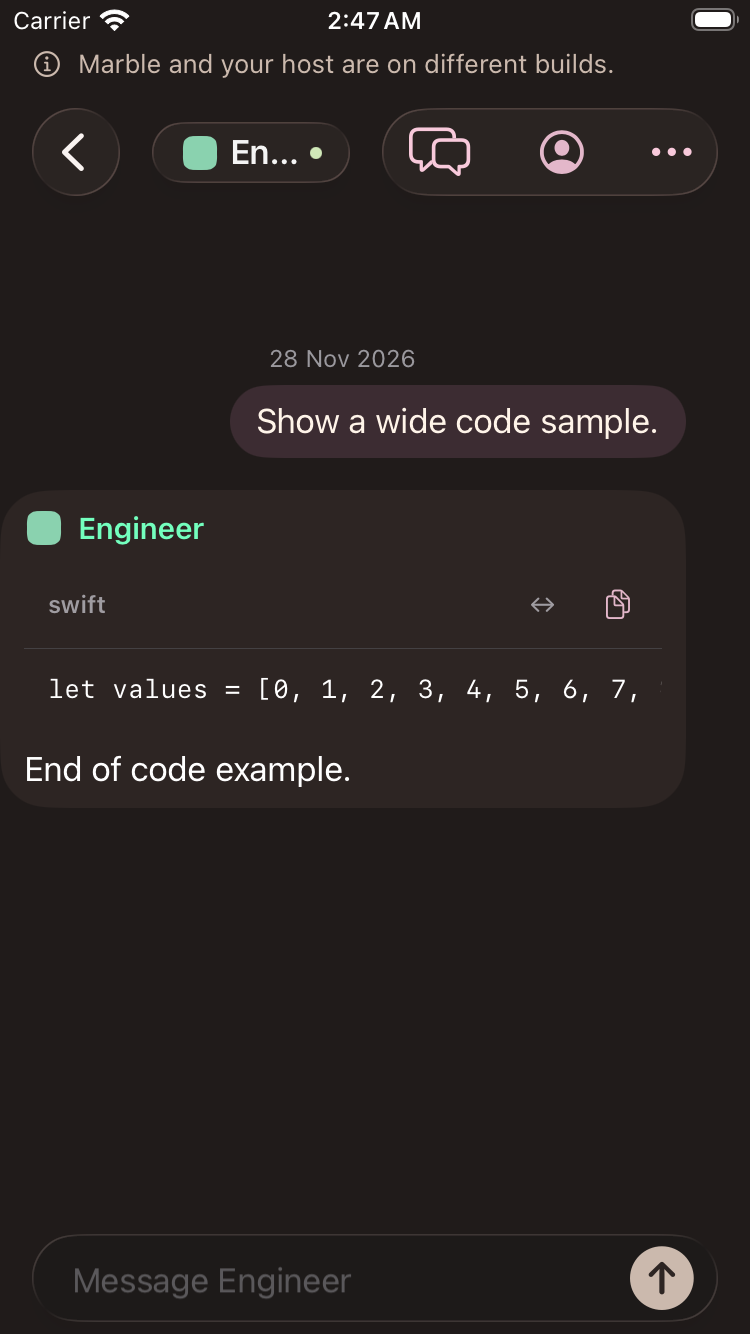 Carrier 2:47 AM
Marble and your host are on different builds.
En...
28 Nov 2026
Show a wide code sample.
Engineer
swift
let values = [0, 1, 2, 3, 4, 5, 6, 7,
End of code example.
Message Engineer